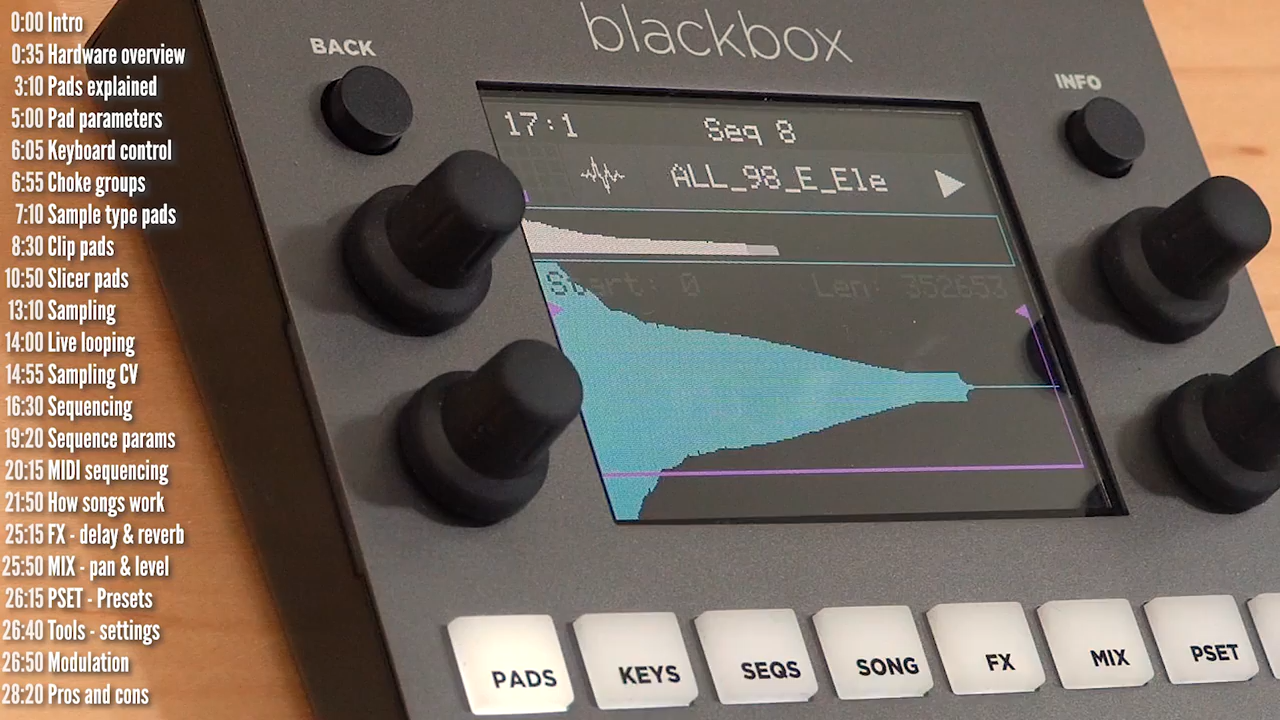 0:00 Intro
0:35 Hardware overview
3:10 Pads explained
5:00 Pad parameters
6:05 Keyboard control
6:55 Choke groups
7:10 Sample type pads
8:30 Clip pads
10:50 Slicer pads
13:10 Sampling
14:00 Live looping
14:55 Sampling CV
16:30 Sequencing
19:20 Sequence params
20:15 MIDI sequencing
21:50 How songs work
25:15 FX - delay & reverb
25:50 MIX - pan & level
26:15 PSET - Presets
26:40 Tools - settings
26:50 Modulation
28:20 Pros and cons
blackbox
BACK
INFO
17:1 Seq 8
ALL_98_E_Ele
Start: 0 Len: 352653
PADS KEYS SEQS SONG FX MIX PSET